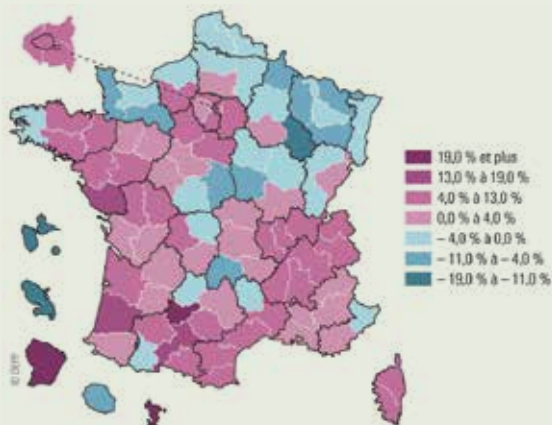 19,0 % et plus
13,0 % à 19,0 %
4,0 % à 13,0 %
0,0 % à 4,0 %
– 4,0 % à 0,0 %
– 11,0 % à – 4,0 %
– 19,0 % à – 11,0 %
© DEPP